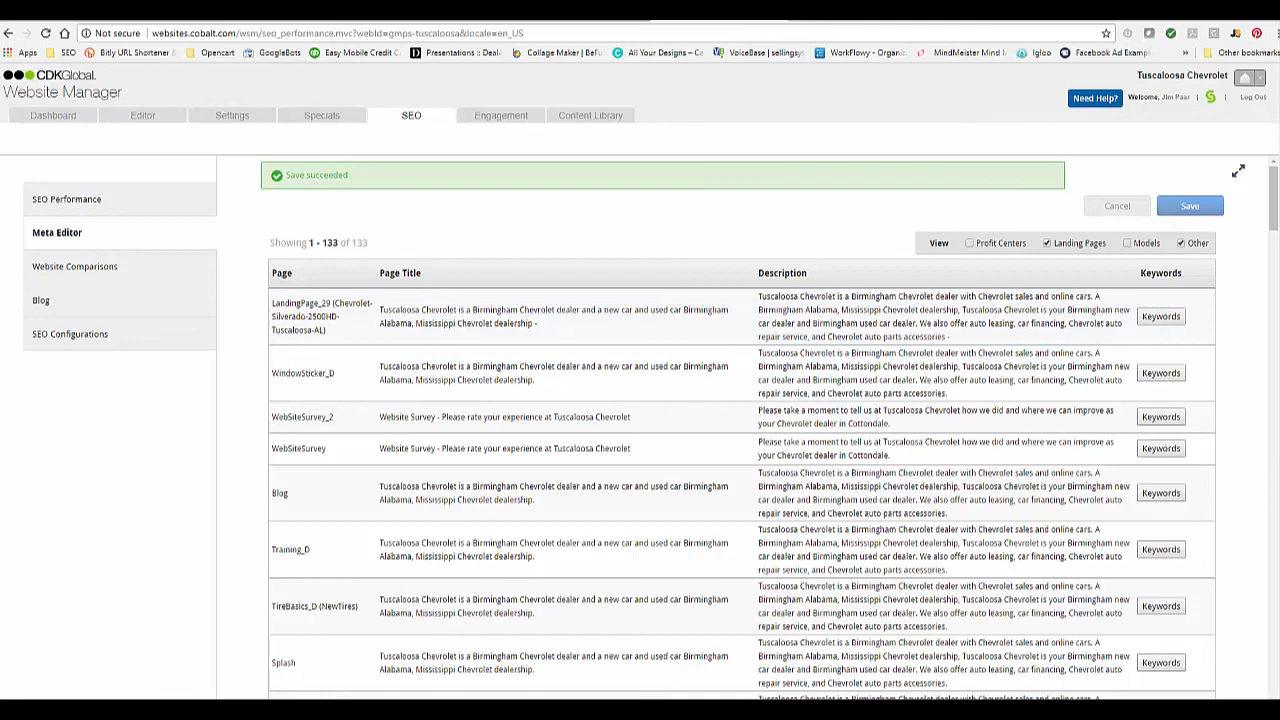 Not secure | websites.cobalt.com/wsm/seo_performance.mvc?webId=gmps-tuscaloosa&locale=en_US
Apps SEO Bitly URL Shortener Opencart GoogleBots Easy Mobile Credit C Presentations :: Deale Collage Maker | BeFu All Your Designs – Ca VoiceBase | sellingsy WorkFlowy - Organiz MindMeister Mind M Igloo Facebook Ad Exampl » Other bookmarks
CDKGlobal.
Website Manager
Tuscaloosa Chevrolet
Need Help? Welcome, Jim Paar | | Log Out
Dashboard Editor Settings Specials SEO Engagement Content Library
Save succeeded
SEO Performance
Meta Editor
Website Comparisons
Blog
SEO Configurations
Cancel Save
Showing 1 - 133 of 133
View Profit Centers Landing Pages Models Other
Page Page Title Description Keywords
LandingPage_29 (Chevrolet-
Silverado-2500HD-
Tuscaloosa-AL)
Tuscaloosa Chevrolet is a Birmingham Chevrolet dealer and a new car and used car Birmingham
Alabama, Mississippi Chevrolet dealership -
Tuscaloosa Chevrolet is a Birmingham Chevrolet dealer with Chevrolet sales and online cars. A
Birmingham Alabama, Mississippi Chevrolet dealership, Tuscaloosa is your Birmingham new
car dealer and Birmingham used car dealer. We also offer auto leasing, car financing, Chevrolet auto
repair service, and Chevrolet auto parts accessories -
Keywords
WindowSticker_D
Tuscaloosa Chevrolet is a Birmingham Chevrolet dealer and a new car and used car Birmingham
Alabama, Mississippi Chevrolet dealership.
Tuscaloosa Chevrolet is a Birmingham Chevrolet dealer with Chevrolet sales and online cars. A
Birmingham Alabama, Mississippi Chevrolet dealership, Tuscaloosa is your Birmingham new
car dealer and Birmingham used car dealer. We also offer auto leasing, car financing, Chevrolet auto
repair service, and Chevrolet auto parts accessories.
Keywords
WebSiteSurvey_2
Website Survey - Please rate your experience at Tuscaloosa Chevrolet
Please take a moment to tell us at Tuscaloosa Chevrolet how we did and where we can improve as
your Chevrolet dealer in Cottondale.
Keywords
WebSiteSurvey
Website Survey - Please rate your experience at Tuscaloosa Chevrolet
Please take a moment to tell us at Tuscaloosa Chevrolet how we did and where we can improve as
your Chevrolet dealer in Cottondale.
Keywords
Blog
Tuscaloosa Chevrolet is a Birmingham Chevrolet dealer and a new car and used car Birmingham
Alabama, Mississippi Chevrolet dealership.
Tuscaloosa Chevrolet is a Birmingham Chevrolet dealer with Chevrolet sales and online cars. A
Birmingham Alabama, Mississippi Chevrolet dealership, Tuscaloosa is your Birmingham new
car dealer and Birmingham used car dealer. We also offer auto leasing, car financing, Chevrolet auto
repair service, and Chevrolet auto parts accessories.
Keywords
Training_D
Tuscaloosa Chevrolet is a Birmingham Chevrolet dealer and a new car and used car Birmingham
Alabama, Mississippi Chevrolet dealership.
Tuscaloosa Chevrolet is a Birmingham Chevrolet dealer with Chevrolet sales and online cars. A
Birmingham Alabama, Mississippi Chevrolet dealership, Tuscaloosa is your Birmingham new
car dealer and Birmingham used car dealer. We also offer auto leasing, car financing, Chevrolet auto
repair service, and Chevrolet auto parts accessories.
Keywords
TireBasics_D (NewTires)
Tuscaloosa Chevrolet is a Birmingham Chevrolet dealer and a new car and used car Birmingham
Alabama, Mississippi Chevrolet dealership.
Tuscaloosa Chevrolet is a Birmingham Chevrolet dealer with Chevrolet sales and online cars. A
Birmingham Alabama, Mississippi Chevrolet dealership, Tuscaloosa is your Birmingham new
car dealer and Birmingham used car dealer. We also offer auto leasing, car financing, Chevrolet auto
repair service, and Chevrolet auto parts accessories.
Keywords
Splash
Tuscaloosa Chevrolet is a Birmingham Chevrolet dealer and a new car and used car Birmingham
Alabama, Mississippi Chevrolet dealership.
Tuscaloosa Chevrolet is a Birmingham Chevrolet dealer with Chevrolet sales and online cars. A
Birmingham Alabama, Mississippi Chevrolet dealership, Tuscaloosa is your Birmingham new
car dealer and Birmingham used car dealer. We also offer auto leasing, car financing, Chevrolet auto
repair service, and Chevrolet auto parts accessories.
Keywords